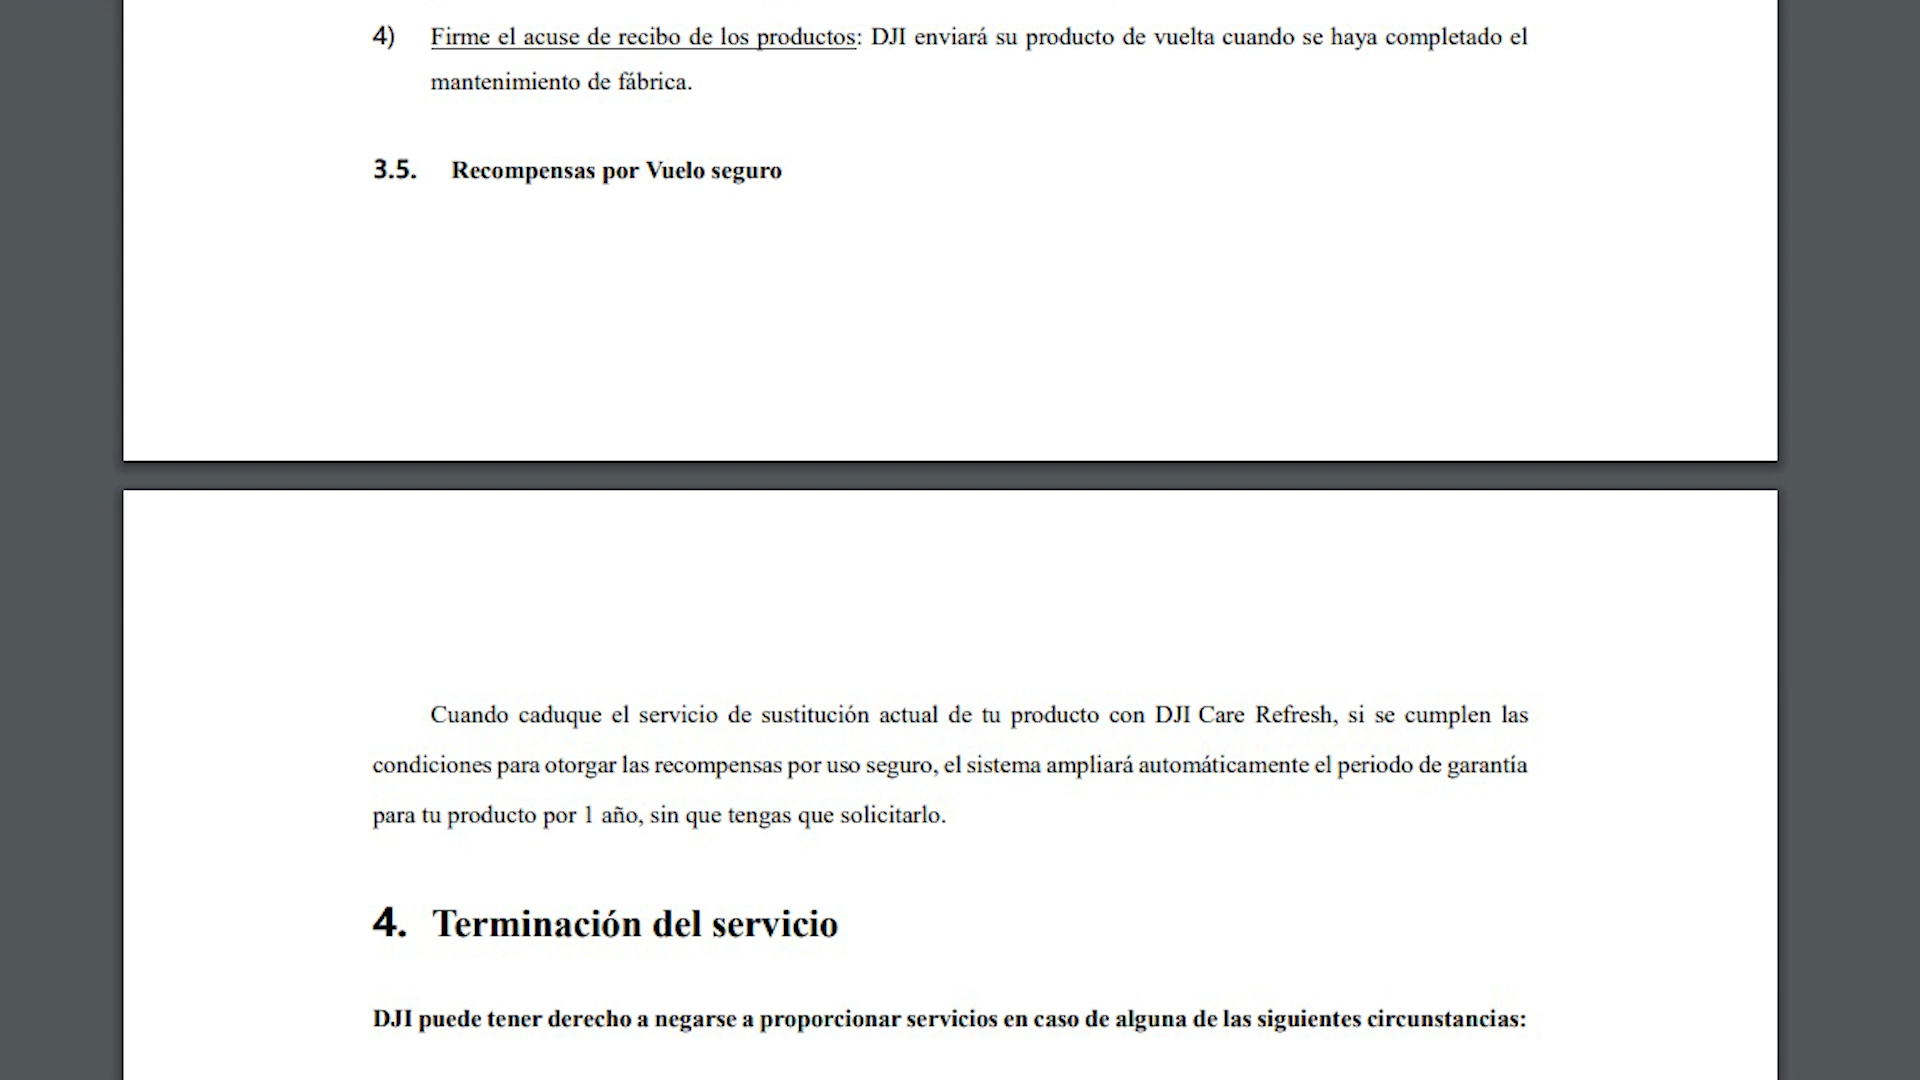 4) Firme el acuse de recibo de los productos: DJI enviará su producto de vuelta cuando se haya completado el
mantenimiento de fábrica.
3.5. Recompensas por Vuelo seguro
Cuando caduque el servicio de sustitución actual de tu producto con DJI Care Refresh, si se cumplen las
condiciones para otorgar las recompensas por uso seguro, el sistema ampliará automáticamente el periodo de garantía
para tu producto por 1 año, sin que tengas que solicitarlo.
4. Terminación del servicio
DJI puede tener derecho a negarse a proporcionar servicios en caso de alguna de las siguientes circunstancias: